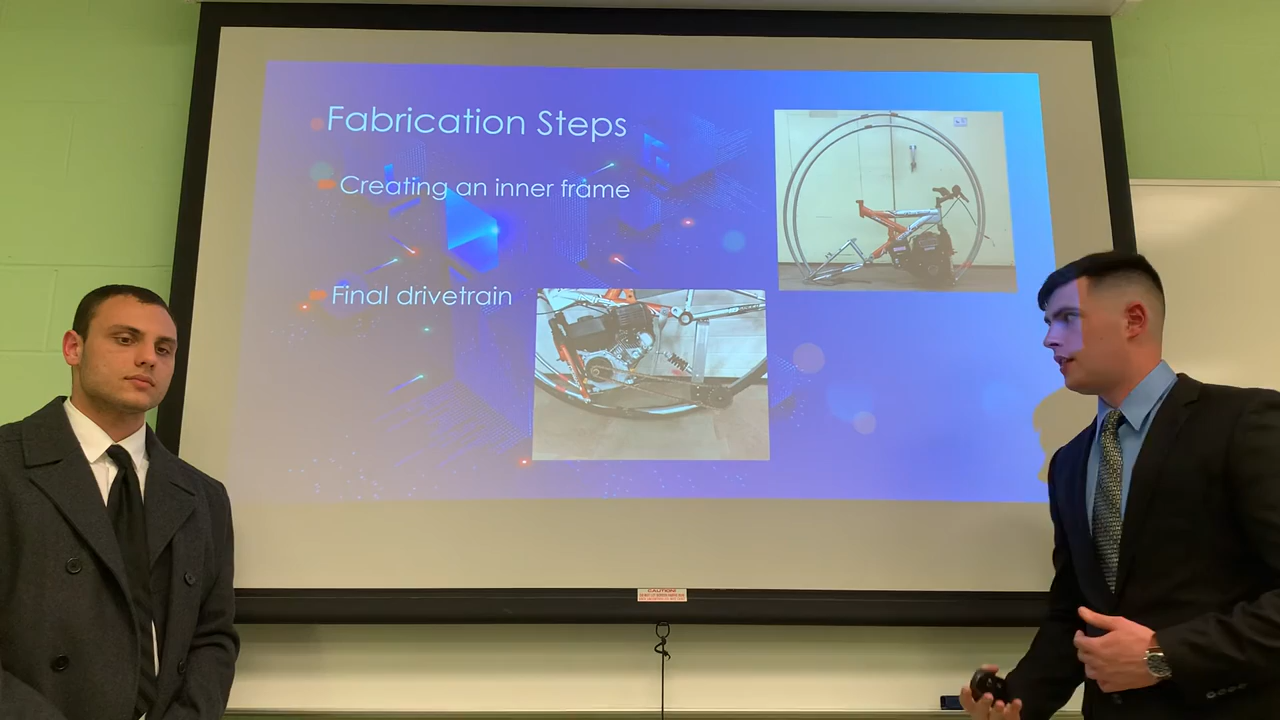 Fabrication Steps
Creating an inner frame
Final drivetrain
CAUTION!